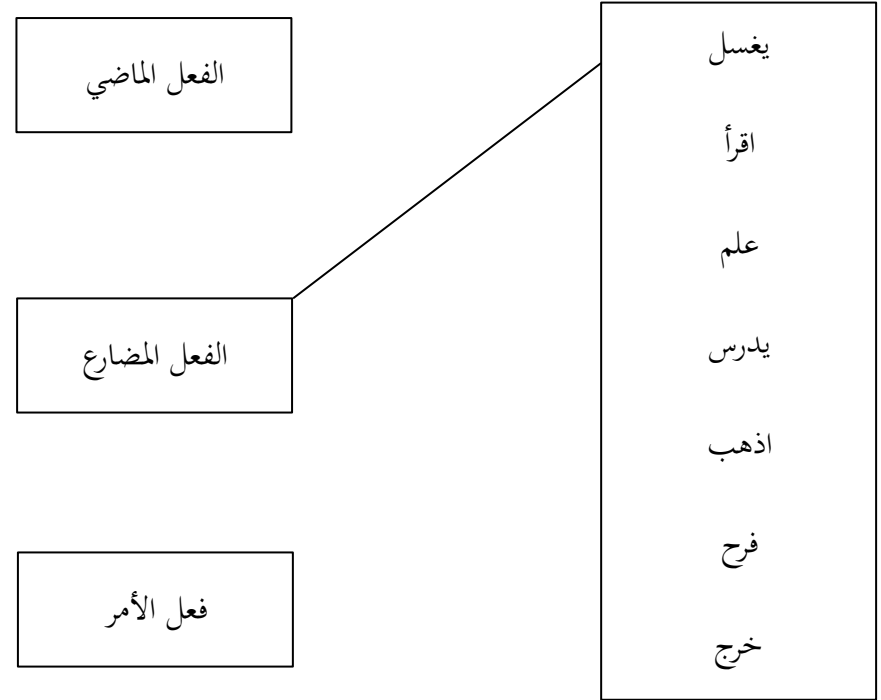 يغسل
اقرأ
علم
يدرس
اذهب
فرح
خرج
الفعل الماضي
الفعل المضارع
فعل الأمر